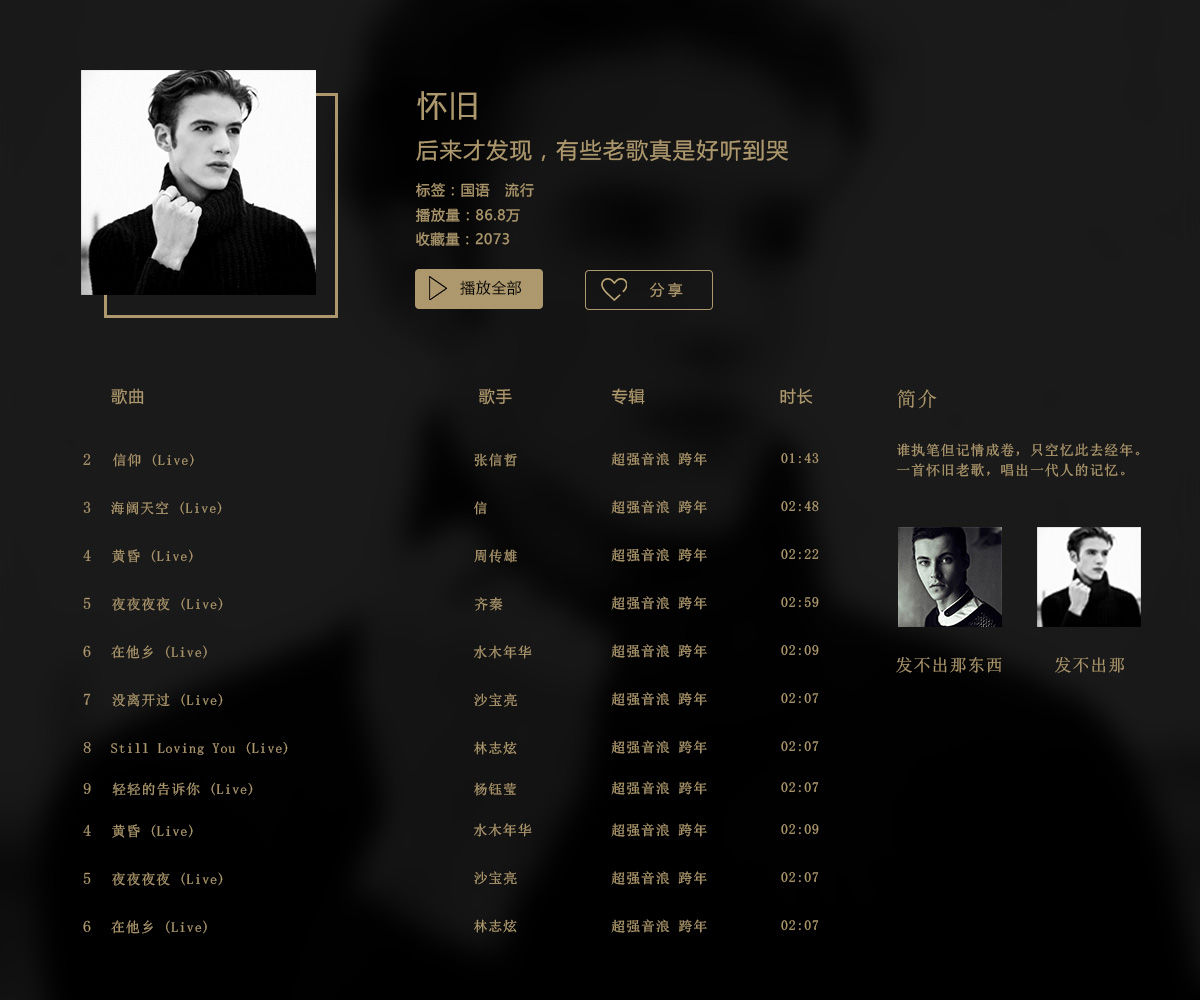 怀旧
后来才发现，有些老歌真是好听到哭
标签：国语 流行
播放量：86.8万
收藏量：2073
播放全部 分享
歌曲 歌手 专辑 时长
2 信仰 (Live) 张信哲 超强音浪 跨年 01:43
3 海阔天空 (Live) 信 超强音浪 跨年 02:48
4 黄昏 (Live) 周传雄 超强音浪 跨年 02:22
5 夜夜夜夜 (Live) 齐秦 超强音浪 跨年 02:59
6 在他乡 (Live) 水木年华 超强音浪 跨年 02:09
7 没离开过 (Live) 沙宝亮 超强音浪 跨年 02:07
8 Still Loving You (Live) 林志炫 超强音浪 跨年 02:07
9 轻轻的告诉你 (Live) 杨钰莹 超强音浪 跨年 02:07
4 黄昏 (Live) 水木年华 超强音浪 跨年 02:09
5 夜夜夜夜 (Live) 沙宝亮 超强音浪 跨年 02:07
6 在他乡 (Live) 林志炫 超强音浪 跨年 02:07
简介
谁执笔但记情成卷，只空忆此去经年。
一首怀旧老歌，唱出一代人的记忆。
发不出那东西 发不出那